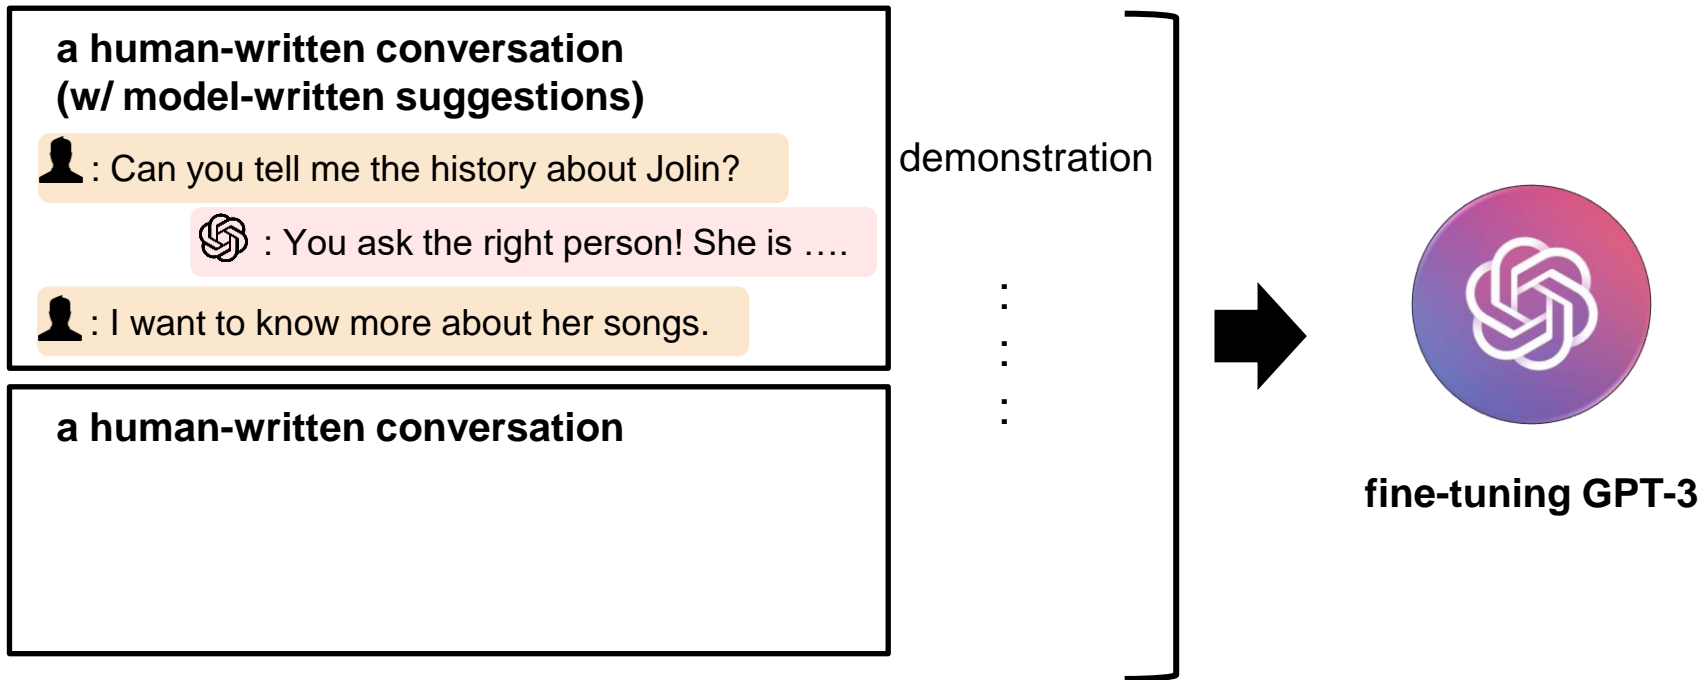 a human-written conversation
(w/ model-written suggestions)
: Can you tell me the history about Jolin?
: You ask the right person! She is ….
: I want to know more about her songs.
demonstration
a human-written conversation
fine-tuning GPT-3